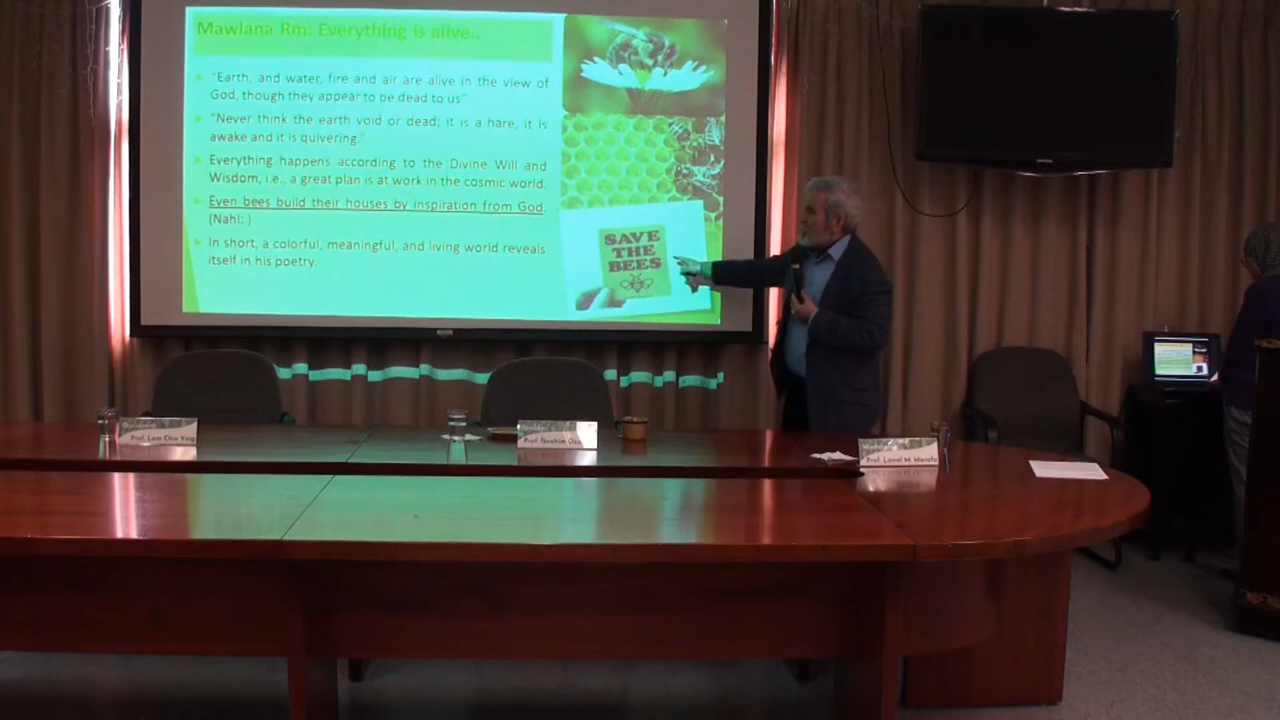 Mawlana Rm: Everything is alive..
"Earth, and water, fire and air are alive in the view of
God, though they appear to be dead to us"
"Never think the earth void or dead; it is a hare, it is
awake and it is quivering."
Everything happens according to the Divine Will and
Wisdom, i.e., a great plan is at work in the cosmic world.
Even bees build their houses by inspiration from God.
(Nahl: )
In short, a colorful, meaningful, and living world reveals
itself in his poetry.
SAVE
THE
BEES
Prof. Lam Chiu Ying
Prof. Ibrahim
Prof. Lawal M. Marafa